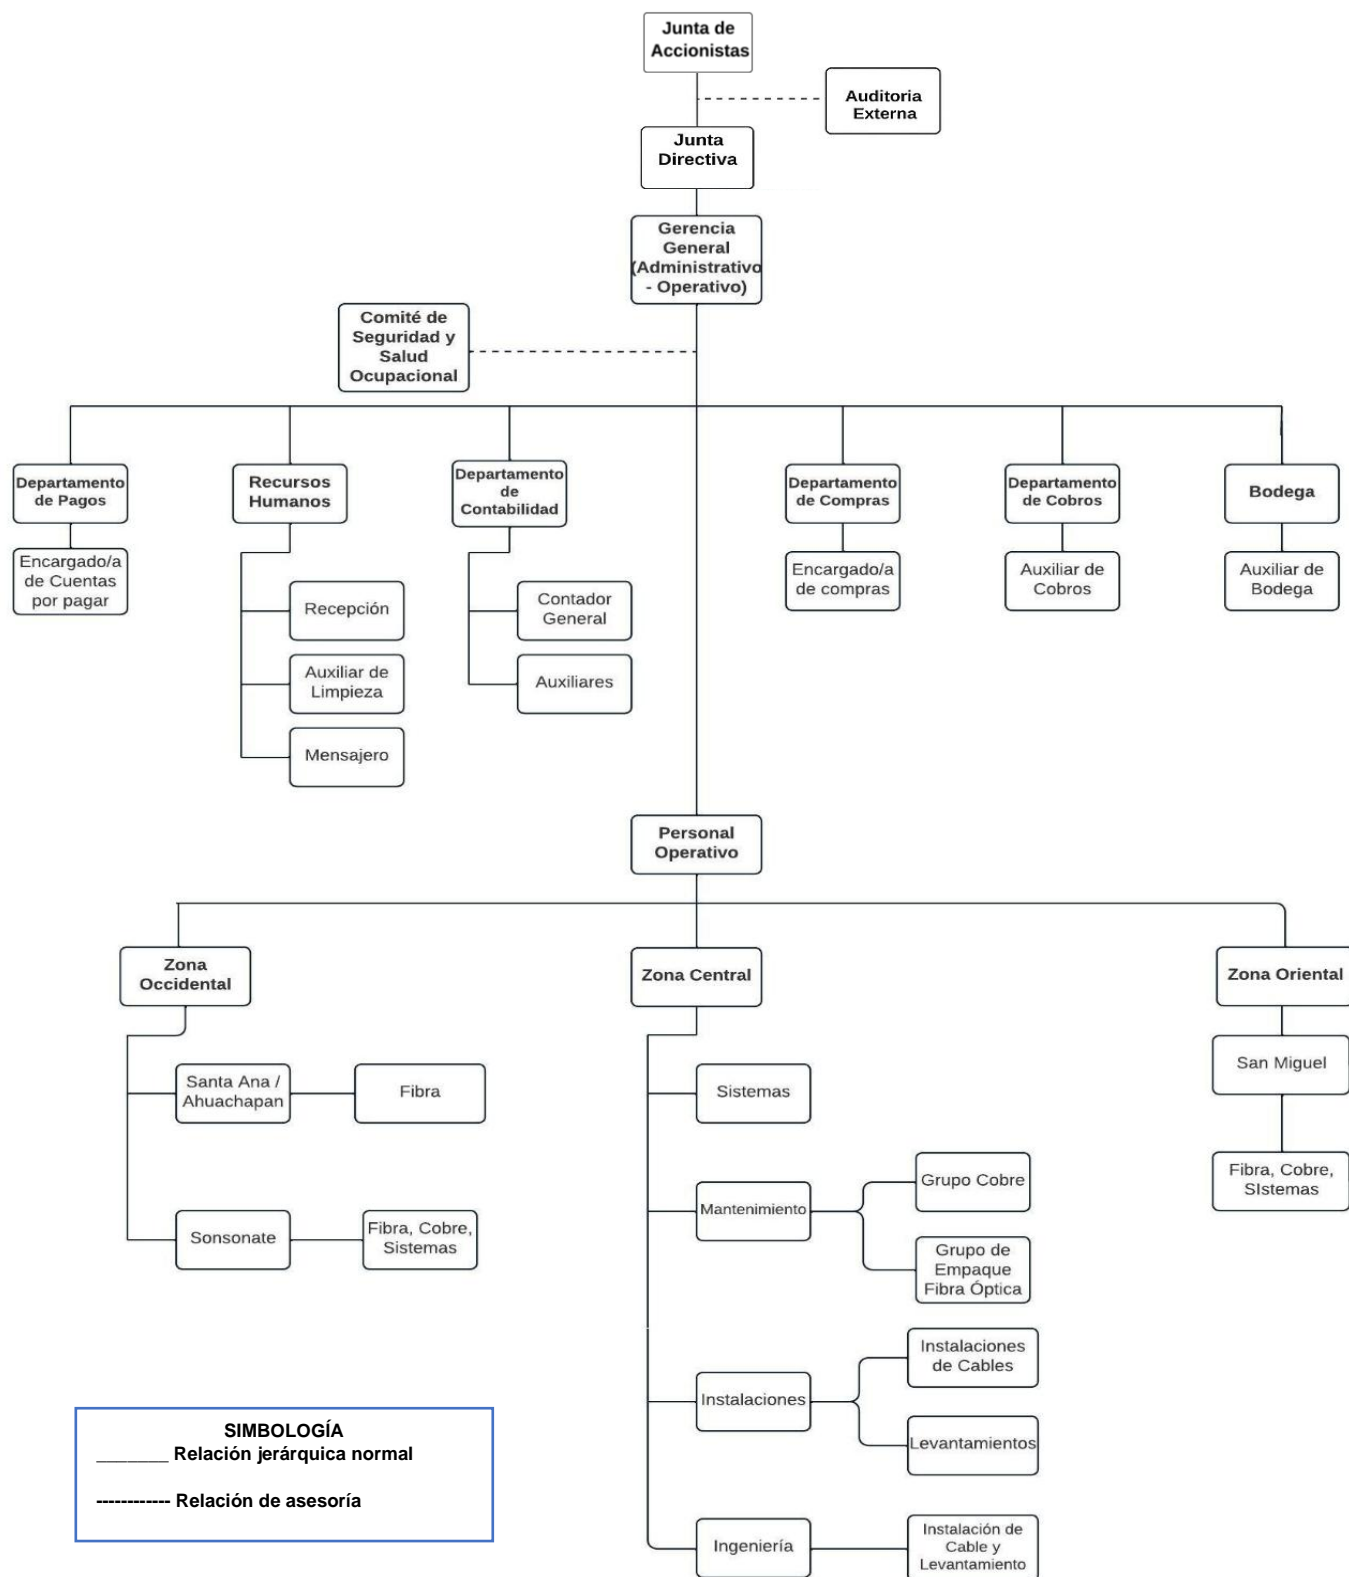 Junta de
Accionistas
Auditoria
Externa
Junta
Directiva
Gerencia
General
(Administrativo
- Operativo)
Comité de
Seguridad y
Salud
Ocupacional
Departamento
de Pagos
Recursos
Humanos
Departamento
de
Contabilidad
Departamento
de Compras
Departamento
de Cobros
Bodega
Encargado/a
de Cuentas
por pagar
Encargado/a
de compras
Auxiliar de
Cobros
Auxiliar de
Bodega
Recepción
Contador
General
Auxiliar de
Limpieza
Auxiliares
Mensajero
Personal
Operativo
Zona
Occidental
Zona Central
Zona Oriental
Santa Ana /
Ahuachapan
Fibra
Sonsonate
Fibra, Cobre,
Sistemas
Sistemas
Mantenimiento
Grupo Cobre
Grupo de
Empaque
Fibra Óptica
Instalaciones
Instalaciones
de Cables
Levantamientos
Ingeniería
Instalación de
Cable y
Levantamiento
San Miguel
Fibra, Cobre,
SIstemas
SIMBOLOGÍA
_______ Relación jerárquica normal
------------ Relación de asesoría